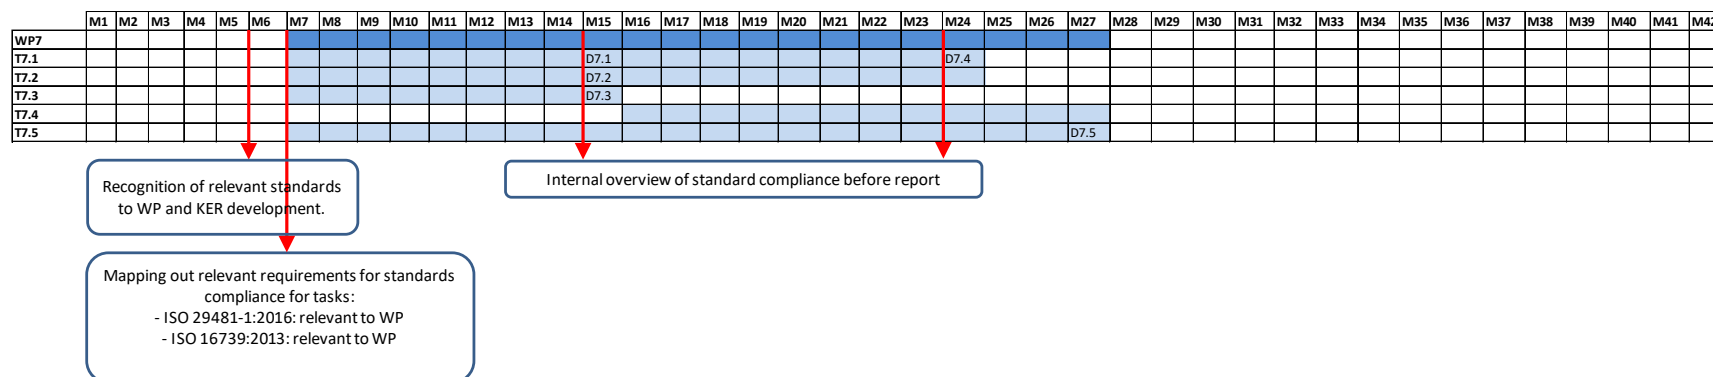 M1 M2 M3 M4 M5 M6 M7 M8 M9 M10 M11 M12 M13 M14 M15 M16 M17 M18 M19 M20 M21 M22 M23 M24 M25 M26 M27 M28 M29 M30 M31 M32 M33 M34 M35 M36 M37 M38 M39 M40 M41 M42
WP7
T7.1 D7.1 D7.4
T7.2 D7.2
T7.3 D7.3
T7.4
T7.5 D7.5
Recognition of relevant standards
to WP and KER development.
Internal overview of standard compliance before report
Mapping out relevant requirements for standards
compliance for tasks:
- ISO 29481-1:2016: relevant to WP
- ISO 16739:2013: relevant to WP